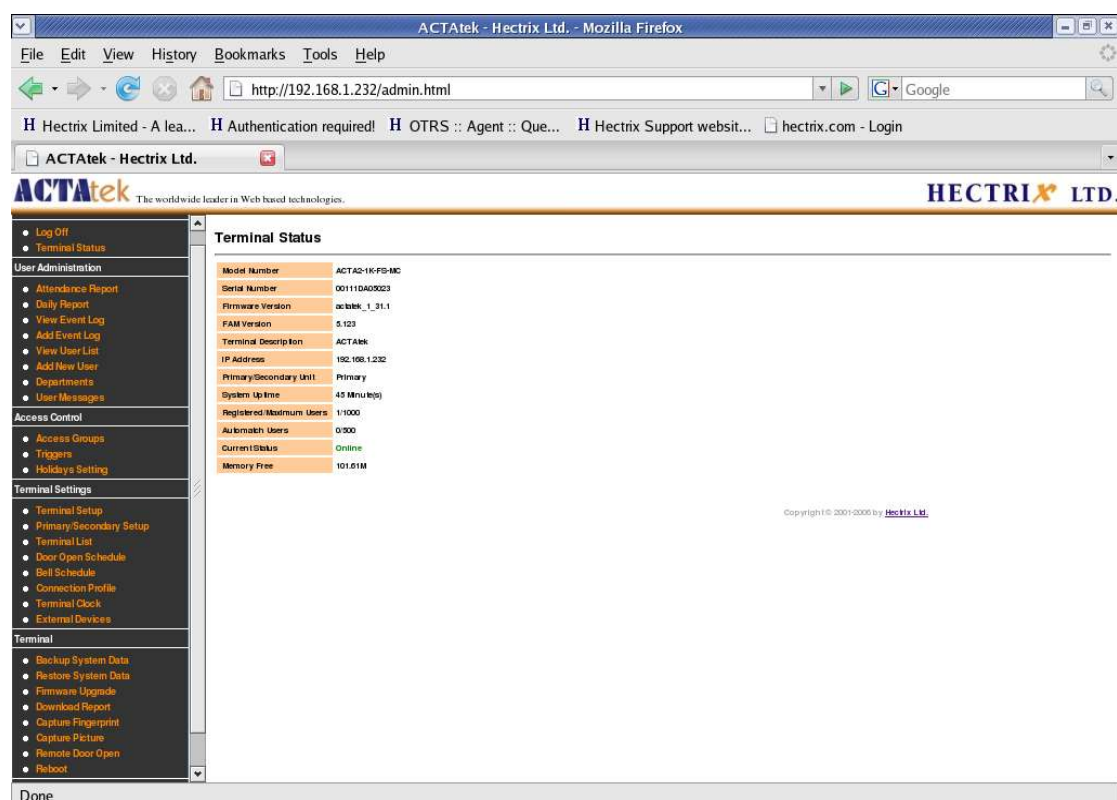 ACTAtek - Hectrix Ltd. - Mozilla Firefox
File Edit View History Bookmarks Tools Help
http://192.168.1.232/admin.html
G Google
H Hectrix Limited - A lea... H Authentication required! H OTRS :: Agent :: Que... H Hectrix Support websit... hectrix.com - Login
ACTAtek - Hectrix Ltd.
ACTAtek The worldwide leader in Web based technologies. HECTRIX LTD.
Log Off
Terminal Status
User Administration
Attendance Report
Daily Report
View Event Log
Add Event Log
View User List
Add New User
Departments
User Messages
Access Control
Access Groups
Triggers
Holidays Setting
Terminal Settings
Terminal Setup
Primary/Secondary Setup
Terminal List
Door Open Schedule
Bell Schedule
Connection Profile
Terminal Clock
External Devices
Terminal
Backup System Data
Restore System Data
Firmware Upgrade
Download Report
Capture Fingerprint
Capture Picture
Remote Door Open
Reboot
Terminal Status
Model Number ACTA2-1K-FS-MC
Serial Number 00111DA05023
Firmware Version actatek_1_31.1
FAM Version 5.123
Terminal Description ACTAtek
IP Address 192.168.1.232
Primary/Secondary Unit Primary
System Uptime 45 Minute(s)
Registered/Maximum Users 1/1000
Automatch Users 0/500
Current Status Online
Memory Free 101.61M
Copyright © 2001-2006 by Hectrix Ltd.
Done